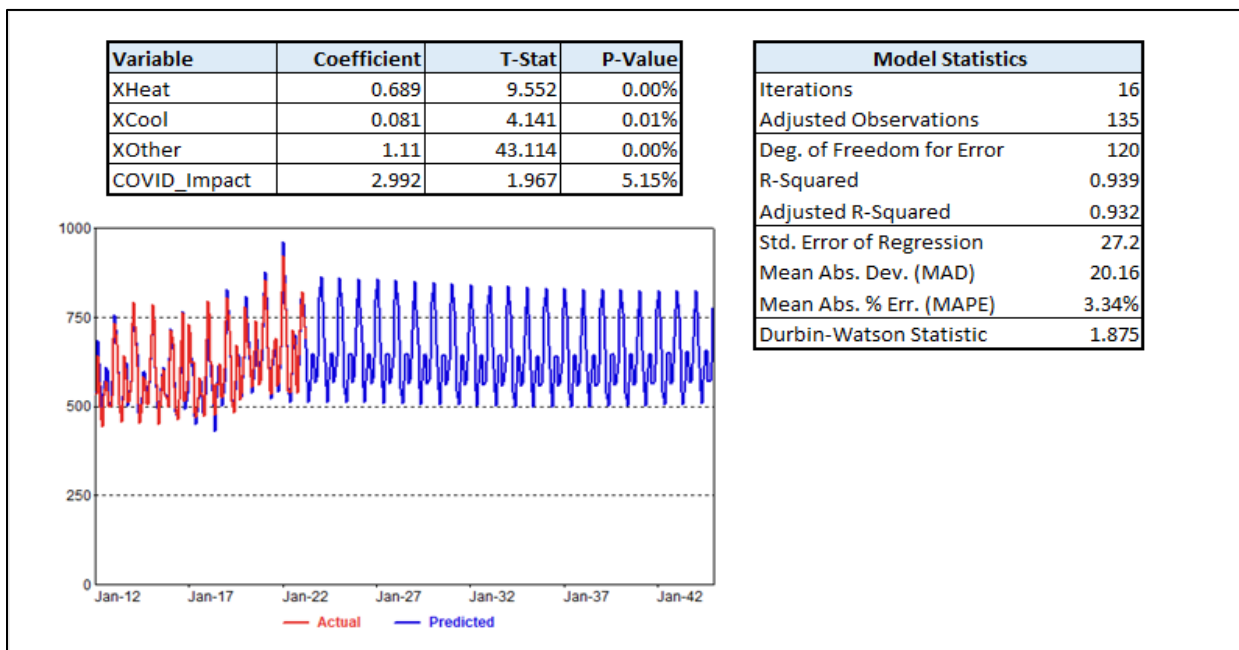 Variable Coefficient T-Stat P-Value
XHeat 0.689 9.552 0.00%
XCool 0.081 4.141 0.01%
XOther 1.11 43.114 0.00%
COVID_Impact 2.992 1.967 5.15%
Model Statistics
Iterations 16
Adjusted Observations 135
Deg. of Freedom for Error 120
R-Squared 0.939
Adjusted R-Squared 0.932
Std. Error of Regression 27.2
Mean Abs. Dev. (MAD) 20.16
Mean Abs. % Err. (MAPE) 3.34%
Durbin-Watson Statistic 1.875
1000
750
500
250
0
Jan-12 Jan-17 Jan-22 Jan-27 Jan-32 Jan-37 Jan-42
Actual Predicted